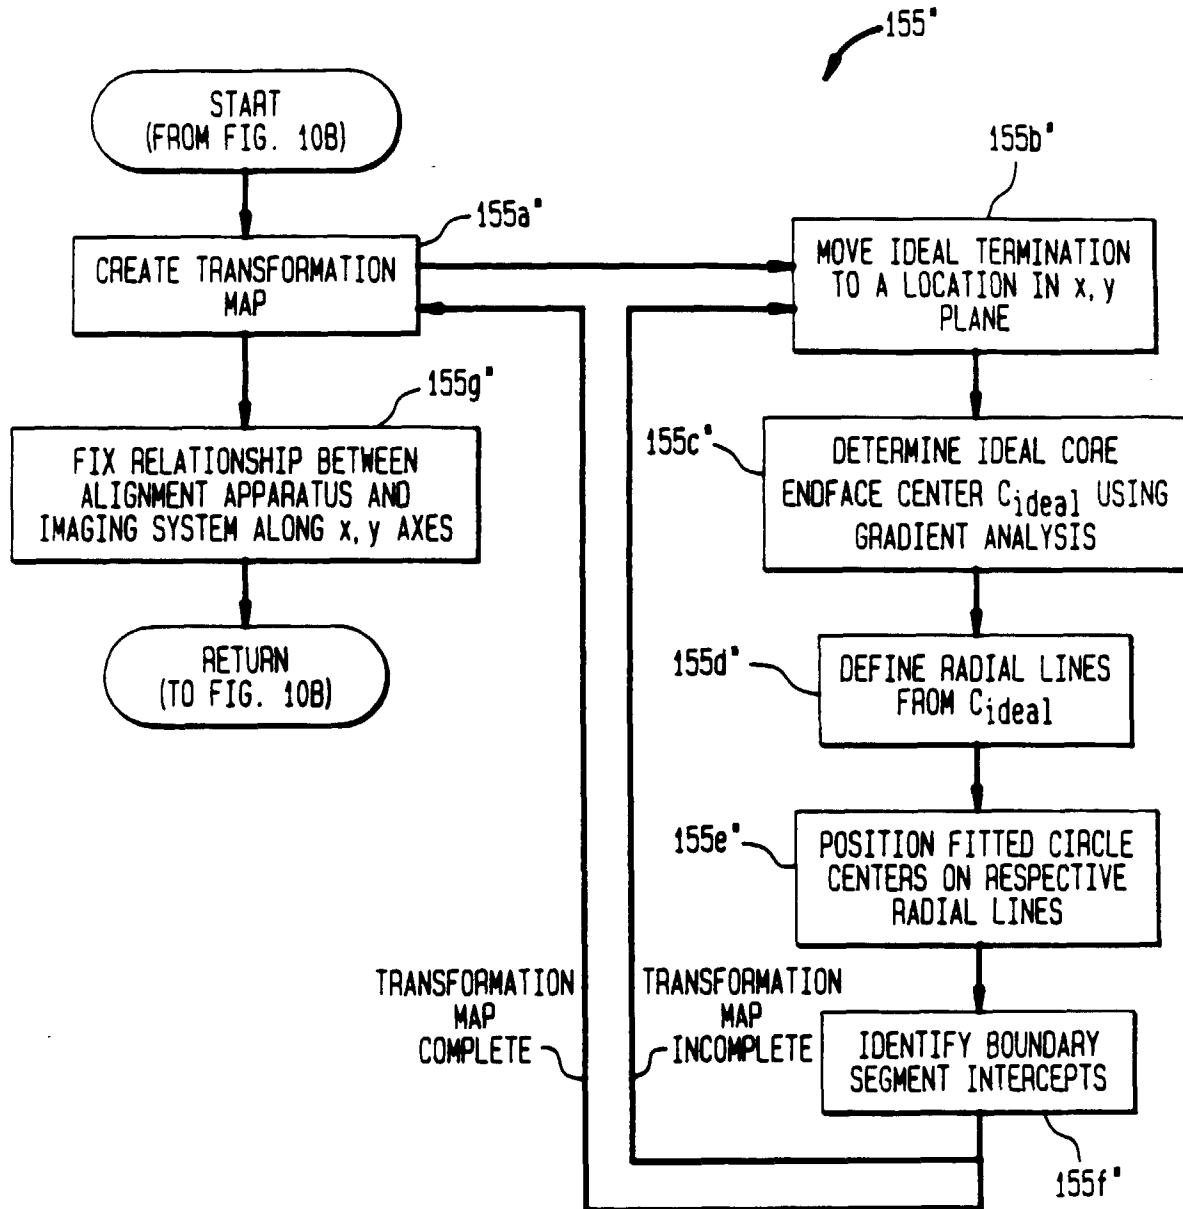 155"
START
(FROM FIG. 10B)
155a"
CREATE TRANSFORMATION
MAP
155b"
MOVE IDEAL TERMINATION
TO A LOCATION IN x, y
PLANE
155g"
FIX RELATIONSHIP BETWEEN
ALIGNMENT APPARATUS AND
IMAGING SYSTEM ALONG x, y AXES
155c"
DETERMINE IDEAL CORE
ENDFACE CENTER Cideal USING
GRADIENT ANALYSIS
RETURN
(TO FIG. 10B)
155d"
DEFINE RADIAL LINES
FROM Cideal
155e"
POSITION FITTED CIRCLE
CENTERS ON RESPECTIVE
RADIAL LINES
TRANSFORMATION
MAP
COMPLETE
TRANSFORMATION
MAP
INCOMPLETE
IDENTIFY BOUNDARY
SEGMENT INTERCEPTS
155f"